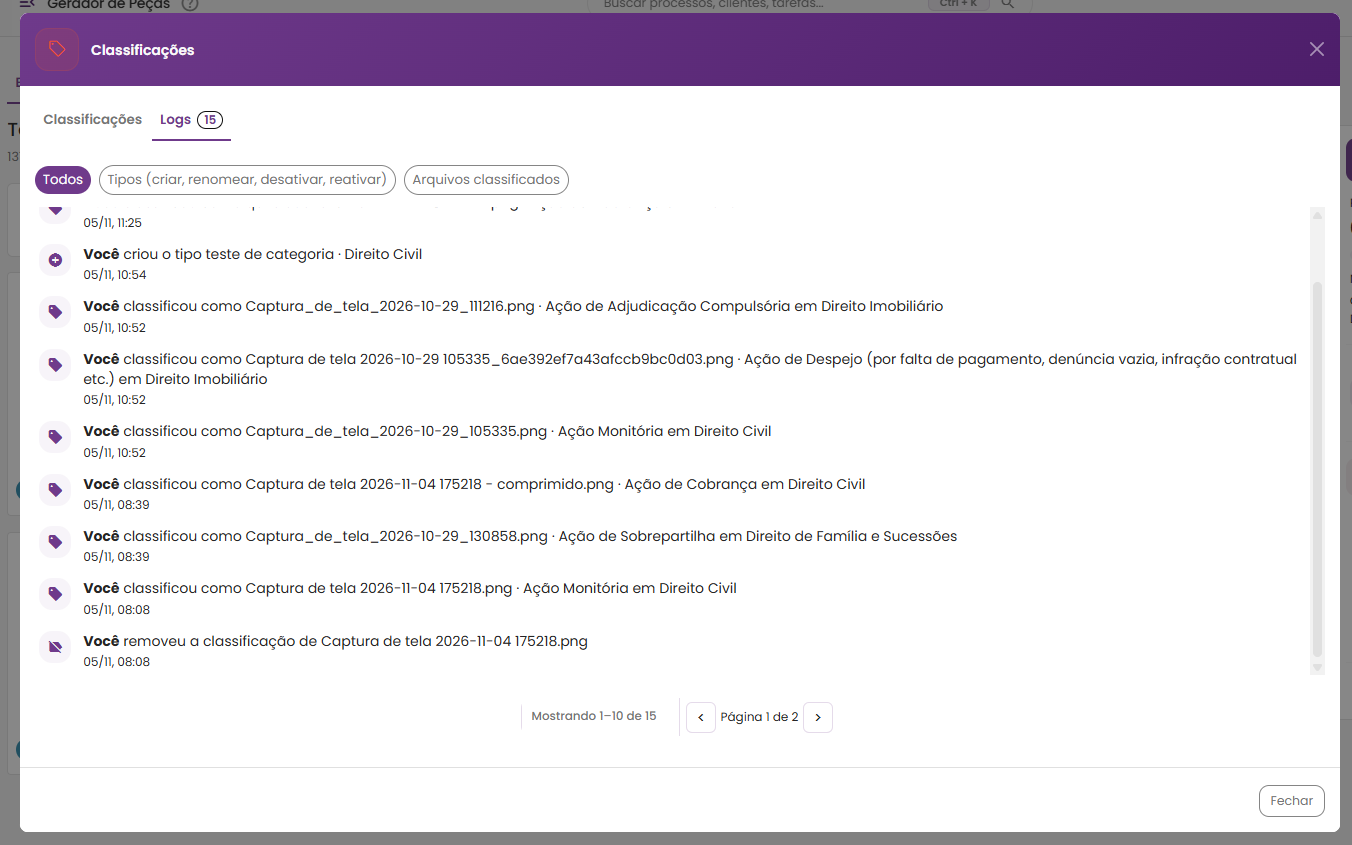 Gerador de Peças
Buscar processos, clientes, tarefas...
Ctrl + K
Classificações
Classificações
Logs 15
Todos
Tipos (criar, renomear, desativar, reativar)
Arquivos classificados
05/11, 11:25
Você criou o tipo teste de categoria · Direito Civil
05/11, 10:54
Você classificou como Captura_de_tela_2026-10-29_111216.png · Ação de Adjudicação Compulsória em Direito Imobiliário
05/11, 10:52
Você classificou como Captura de tela 2026-10-29 105335_6ae392ef7a43afccb9bc0d03.png · Ação de Despejo (por falta de pagamento, denúncia vazia, infração contratual
etc.) em Direito Imobiliário
05/11, 10:52
Você classificou como Captura_de_tela_2026-10-29_105335.png · Ação Monitória em Direito Civil
05/11, 10:52
Você classificou como Captura de tela 2026-11-04 175218 - comprimido.png · Ação de Cobrança em Direito Civil
05/11, 08:39
Você classificou como Captura_de_tela_2026-10-29_130858.png · Ação de Sobrepartilha em Direito de Família e Sucessões
05/11, 08:39
Você classificou como Captura de tela 2026-11-04 175218.png · Ação Monitória em Direito Civil
05/11, 08:08
Você removeu a classificação de Captura de tela 2026-11-04 175218.png
05/11, 08:08
Mostrando 1–10 de 15
Página 1 de 2
Fechar